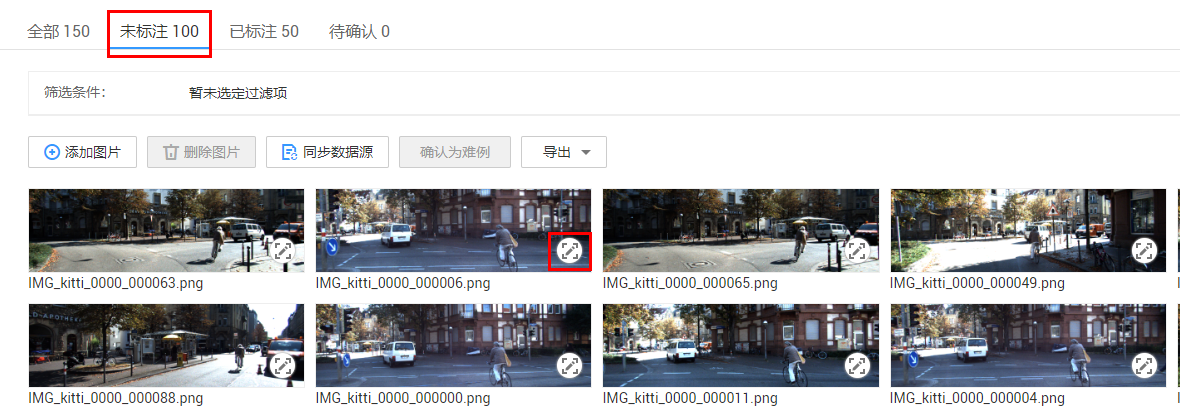 全部 150 未标注 100 已标注 50 待确认 0
筛选条件： 暂未选定过滤项
添加图片 删除图片 同步数据源 确认为难例 导出
IMG_kitti_0000_000063.png IMG_kitti_0000_000006.png IMG_kitti_0000_000065.png IMG_kitti_0000_000049.png
IMG_kitti_0000_000088.png IMG_kitti_0000_000000.png IMG_kitti_0000_000011.png IMG_kitti_0000_000004.png